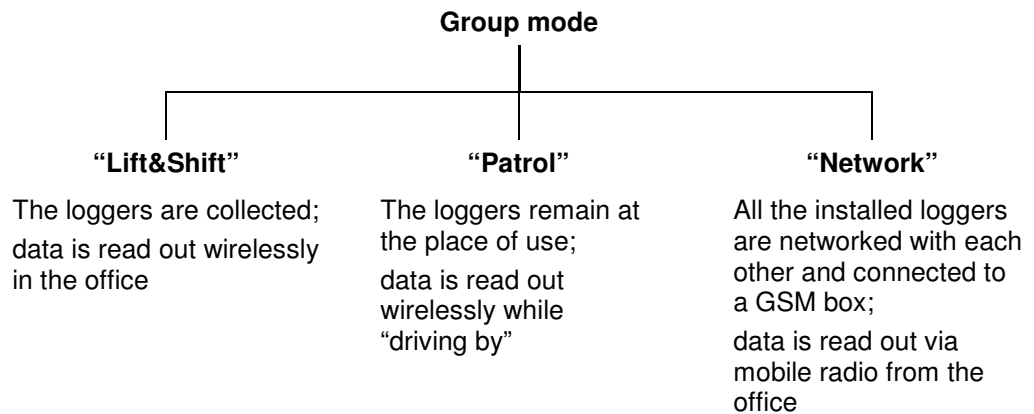 Group mode
“Lift&Shift”
The loggers are collected;
data is read out wirelessly
in the office
“Patrol”
The loggers remain at
the place of use;
data is read out
wirelessly while
“driving by”
“Network”
All the installed loggers
are networked with each
other and connected to
a GSM box;
data is read out via
mobile radio from the
office